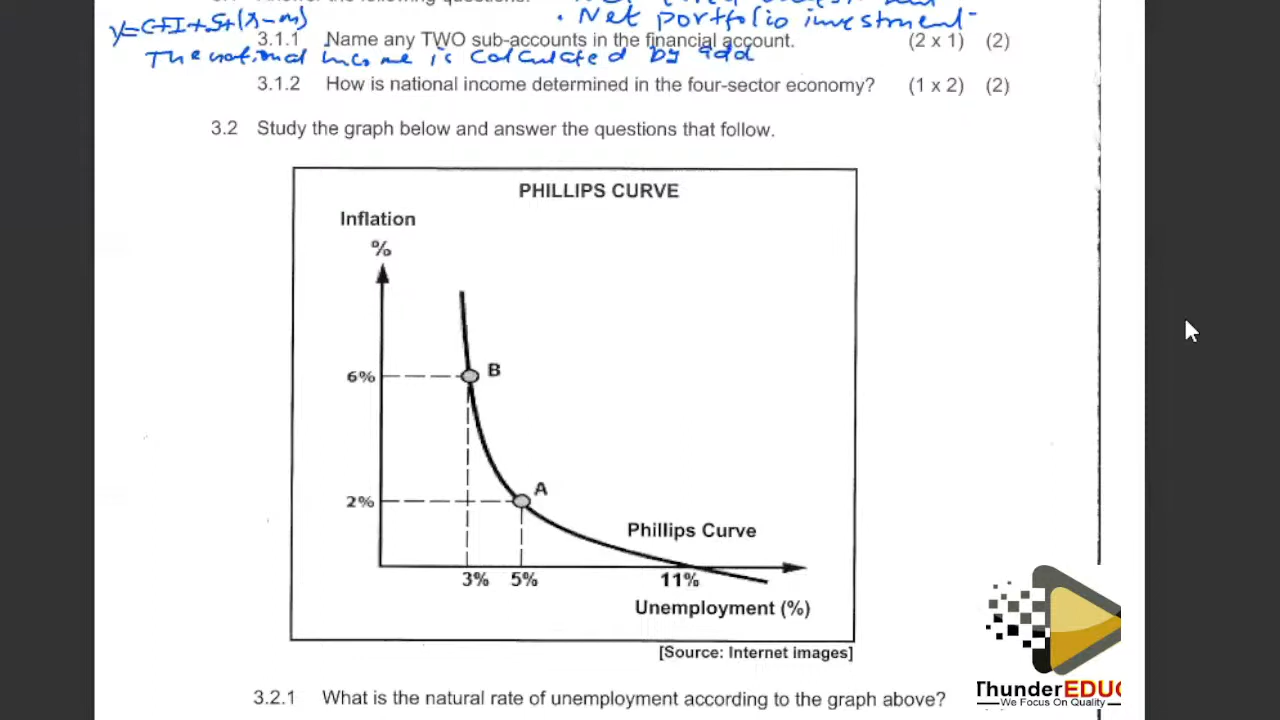 y=C+I+S+(x-m)
• Net portfolio investment-
3.1.1 Name any TWO sub-accounts in the financial account. (2 x 1) (2)
The national income is calculated by add
3.1.2 How is national income determined in the four-sector economy? (1 x 2) (2)
3.2 Study the graph below and answer the questions that follow.
PHILLIPS CURVE
Inflation
%
B
6%
A
2%
Phillips Curve
3% 5% 11%
Unemployment (%)
[Source: Internet images]
ThunderEDUC
We Focus On Quality
3.2.1 What is the natural rate of unemployment according to the graph above?